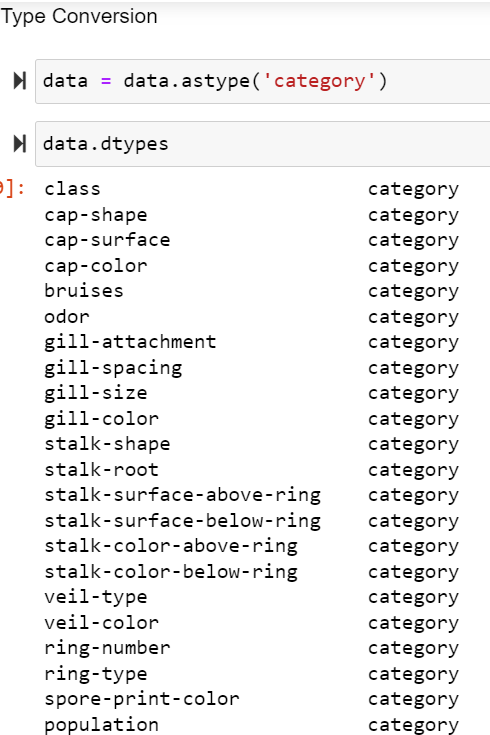 Type Conversion
data = data.astype('category')
data.dtypes
]: class category
cap-shape category
cap-surface category
cap-color category
bruises category
odor category
gill-attachment category
gill-spacing category
gill-size category
gill-color category
stalk-shape category
stalk-root category
stalk-surface-above-ring category
stalk-surface-below-ring category
stalk-color-above-ring category
stalk-color-below-ring category
veil-type category
veil-color category
ring-number category
ring-type category
spore-print-color category
population category